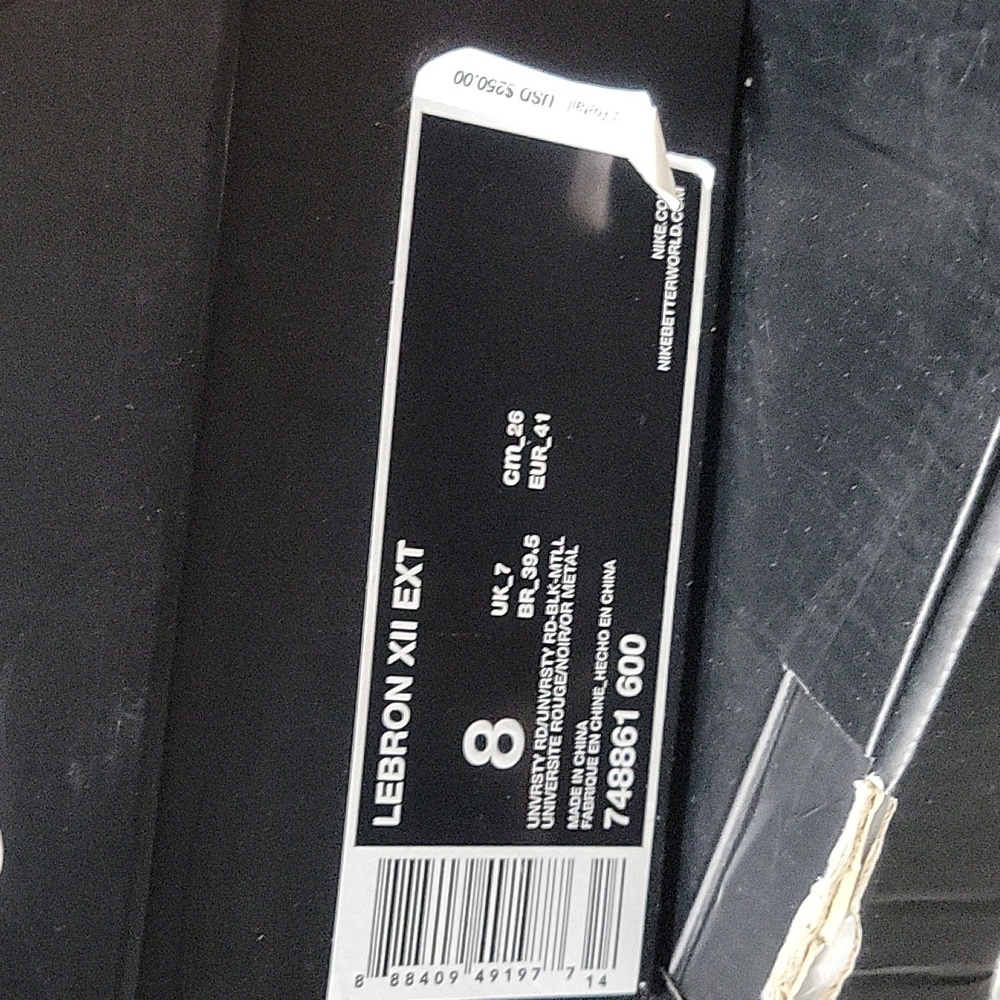 LEBRON XII EXT
8
UK_7 CM_26
BR_39.5 EUR_41
UNVRSTY RD/UNVRSTY RD-BLK-MTLL
UNIVERSITE ROUGE/NOIR/OR METAL
MADE IN CHINA
FABRIQUE EN CHINE_HECHO EN CHINA
748861 600
NIKE.CO
NIKEBETTERWORLD.COM
Retail USD $250.00
8 88409 49197 7 14